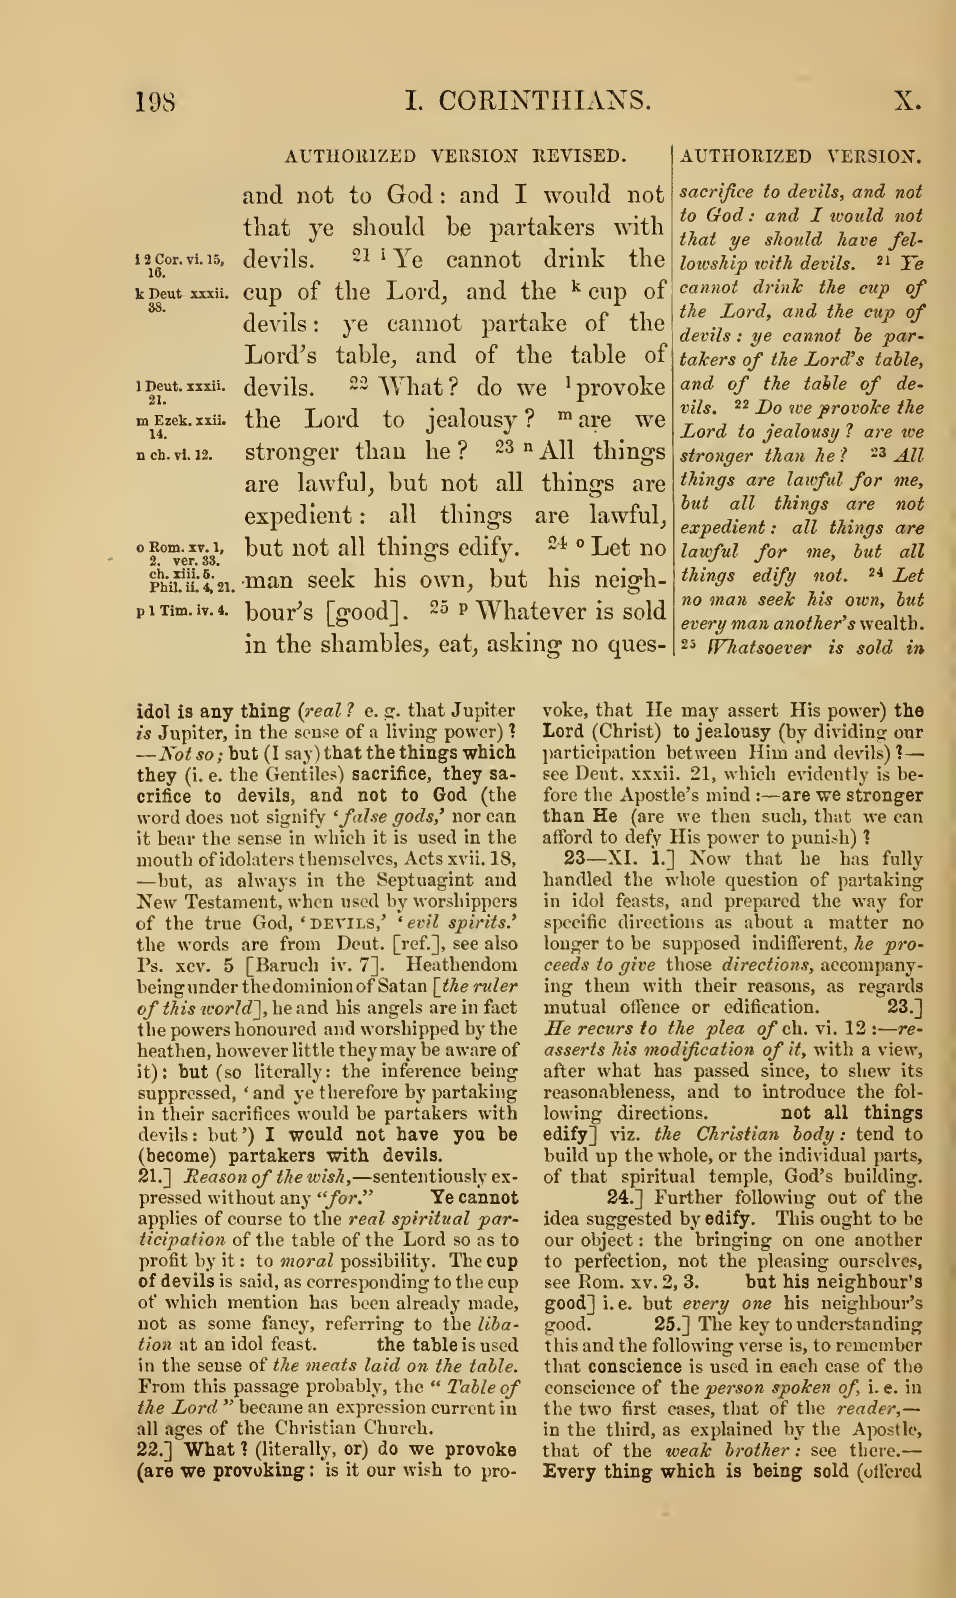 198
I. CORINTHIANS.
X.
AUTHORIZED VERSION REVISED.
and not to God: and I would not
that ye should be partakers with
devils. 21 i Ye cannot drink the
cup of the Lord, and the k cup of
devils: ye cannot partake of the
Lord's table, and of the table of
devils. 22 What? do we l provoke
the Lord to jealousy? m are we
stronger than he? 23 n All things
are lawful, but not all things are
expedient: all things are lawful,
but not all things edify. 24 o Let no
man seek his own, but his neigh-
bour's [good]. 25 p Whatever is sold
in the shambles, eat, asking no ques-
i 2 Cor. vi. 15,
16.
k Deut xxxii.
38.
l Deut. xxxii.
21.
m Ezek. xxii.
14.
n ch. vi. 12.
o Rom. xv. 1,
2. ver. 33.
ch. xiii. 5.
Phil. ii. 4, 21.
p 1 Tim. iv. 4.
AUTHORIZED VERSION.
sacrifice to devils, and not
to God: and I would not
that ye should have fel-
lowship with devils. 21 Ye
cannot drink the cup of
the Lord, and the cup of
devils: ye cannot be par-
takers of the Lord's table,
and of the table of de-
vils. 22 Do we provoke the
Lord to jealousy? are we
stronger than he? 23 All
things are lawful for me,
but all things are not
expedient: all things are
lawful for me, but all
things edify not. 24 Let
no man seek his own, but
every man another's wealth.
25 Whatsoever is sold in
idol is any thing (real? e. g. that Jupiter
is Jupiter, in the sense of a living power)?
—Not so; but (I say) that the things which
they (i. e. the Gentiles) sacrifice, they sa-
crifice to devils, and not to God (the
word does not signify 'false gods,' nor can
it bear the sense in which it is used in the
mouth of idolaters themselves, Acts xvii. 18,
—but, as always in the Septuagint and
New Testament, when used by worshippers
of the true God, 'DEVILS,' 'evil spirits.'
the words are from Deut. [ref.], see also
Ps. xcv. 5 [Baruch iv. 7]. Heathendom
being under the dominion of Satan [the ruler
of this world], he and his angels are in fact
the powers honoured and worshipped by the
heathen, however little they may be aware of
it): but (so literally: the inference being
suppressed, 'and ye therefore by partaking
in their sacrifices would be partakers with
devils: but') I would not have you be
(become) partakers with devils.
21.] Reason of the wish,—sententiously ex-
pressed without any "for." Ye cannot
applies of course to the real spiritual par-
ticipation of the table of the Lord so as to
profit by it: to moral possibility. The cup
of devils is said, as corresponding to the cup
of which mention has been already made,
not as some fancy, referring to the liba-
tion at an idol feast. the table is used
in the sense of the meats laid on the table.
From this passage probably, the "Table of
the Lord" became an expression current in
all ages of the Christian Church.
22.] What? (literally, or) do we provoke
(are we provoking: is it our wish to pro-
voke, that He may assert His power) the
Lord (Christ) to jealousy (by dividing our
participation between Him and devils)?—
see Deut. xxxii. 21, which evidently is be-
fore the Apostle's mind:—are we stronger
than He (are we then such, that we can
afford to defy His power to punish)?
23—XI. 1.] Now that he has fully
handled the whole question of partaking
in idol feasts, and prepared the way for
specific directions as about a matter no
longer to be supposed indifferent, he pro-
ceeds to give those directions, accompany-
ing them with their reasons, as regards
mutual offence or edification. 23.]
He recurs to the plea of ch. vi. 12:—re-
asserts his modification of it, with a view,
after what has passed since, to shew its
reasonableness, and to introduce the fol-
lowing directions. not all things
edify] viz. the Christian body: tend to
build up the whole, or the individual parts,
of that spiritual temple, God's building.
24.] Further following out of the
idea suggested by edify. This ought to be
our object: the bringing on one another
to perfection, not the pleasing ourselves,
see Rom. xv. 2, 3. but his neighbour's
good] i. e. but every one his neighbour's
good. 25.] The key to understanding
this and the following verse is, to remember
that conscience is used in each case of the
conscience of the person spoken of, i. e. in
the two first cases, that of the reader,—
in the third, as explained by the Apostle,
that of the weak brother: see there.—
Every thing which is being sold (offered